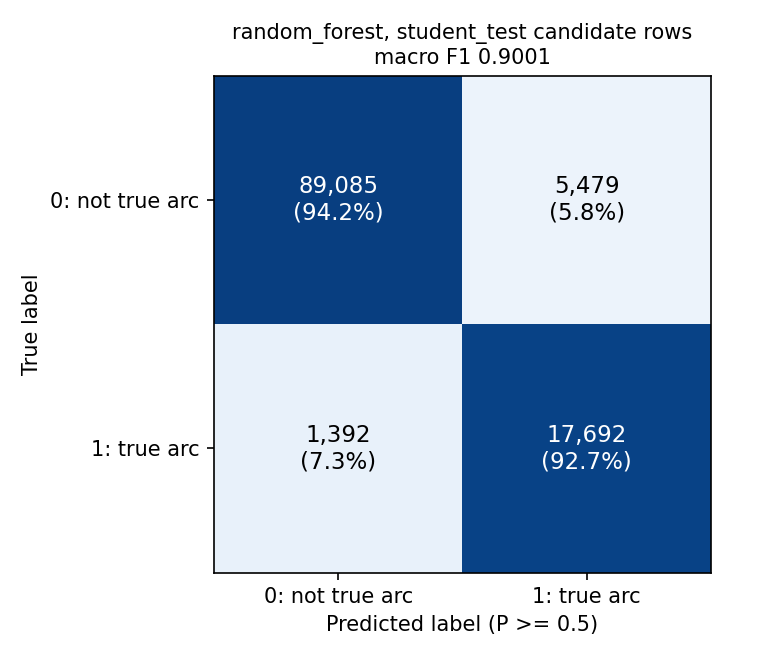 random_forest, student_test candidate rows
macro F1 0.9001
True label
0: not true arc
89,085
(94.2%)
5,479
(5.8%)
1: true arc
1,392
(7.3%)
17,692
(92.7%)
0: not true arc
1: true arc
Predicted label (P >= 0.5)